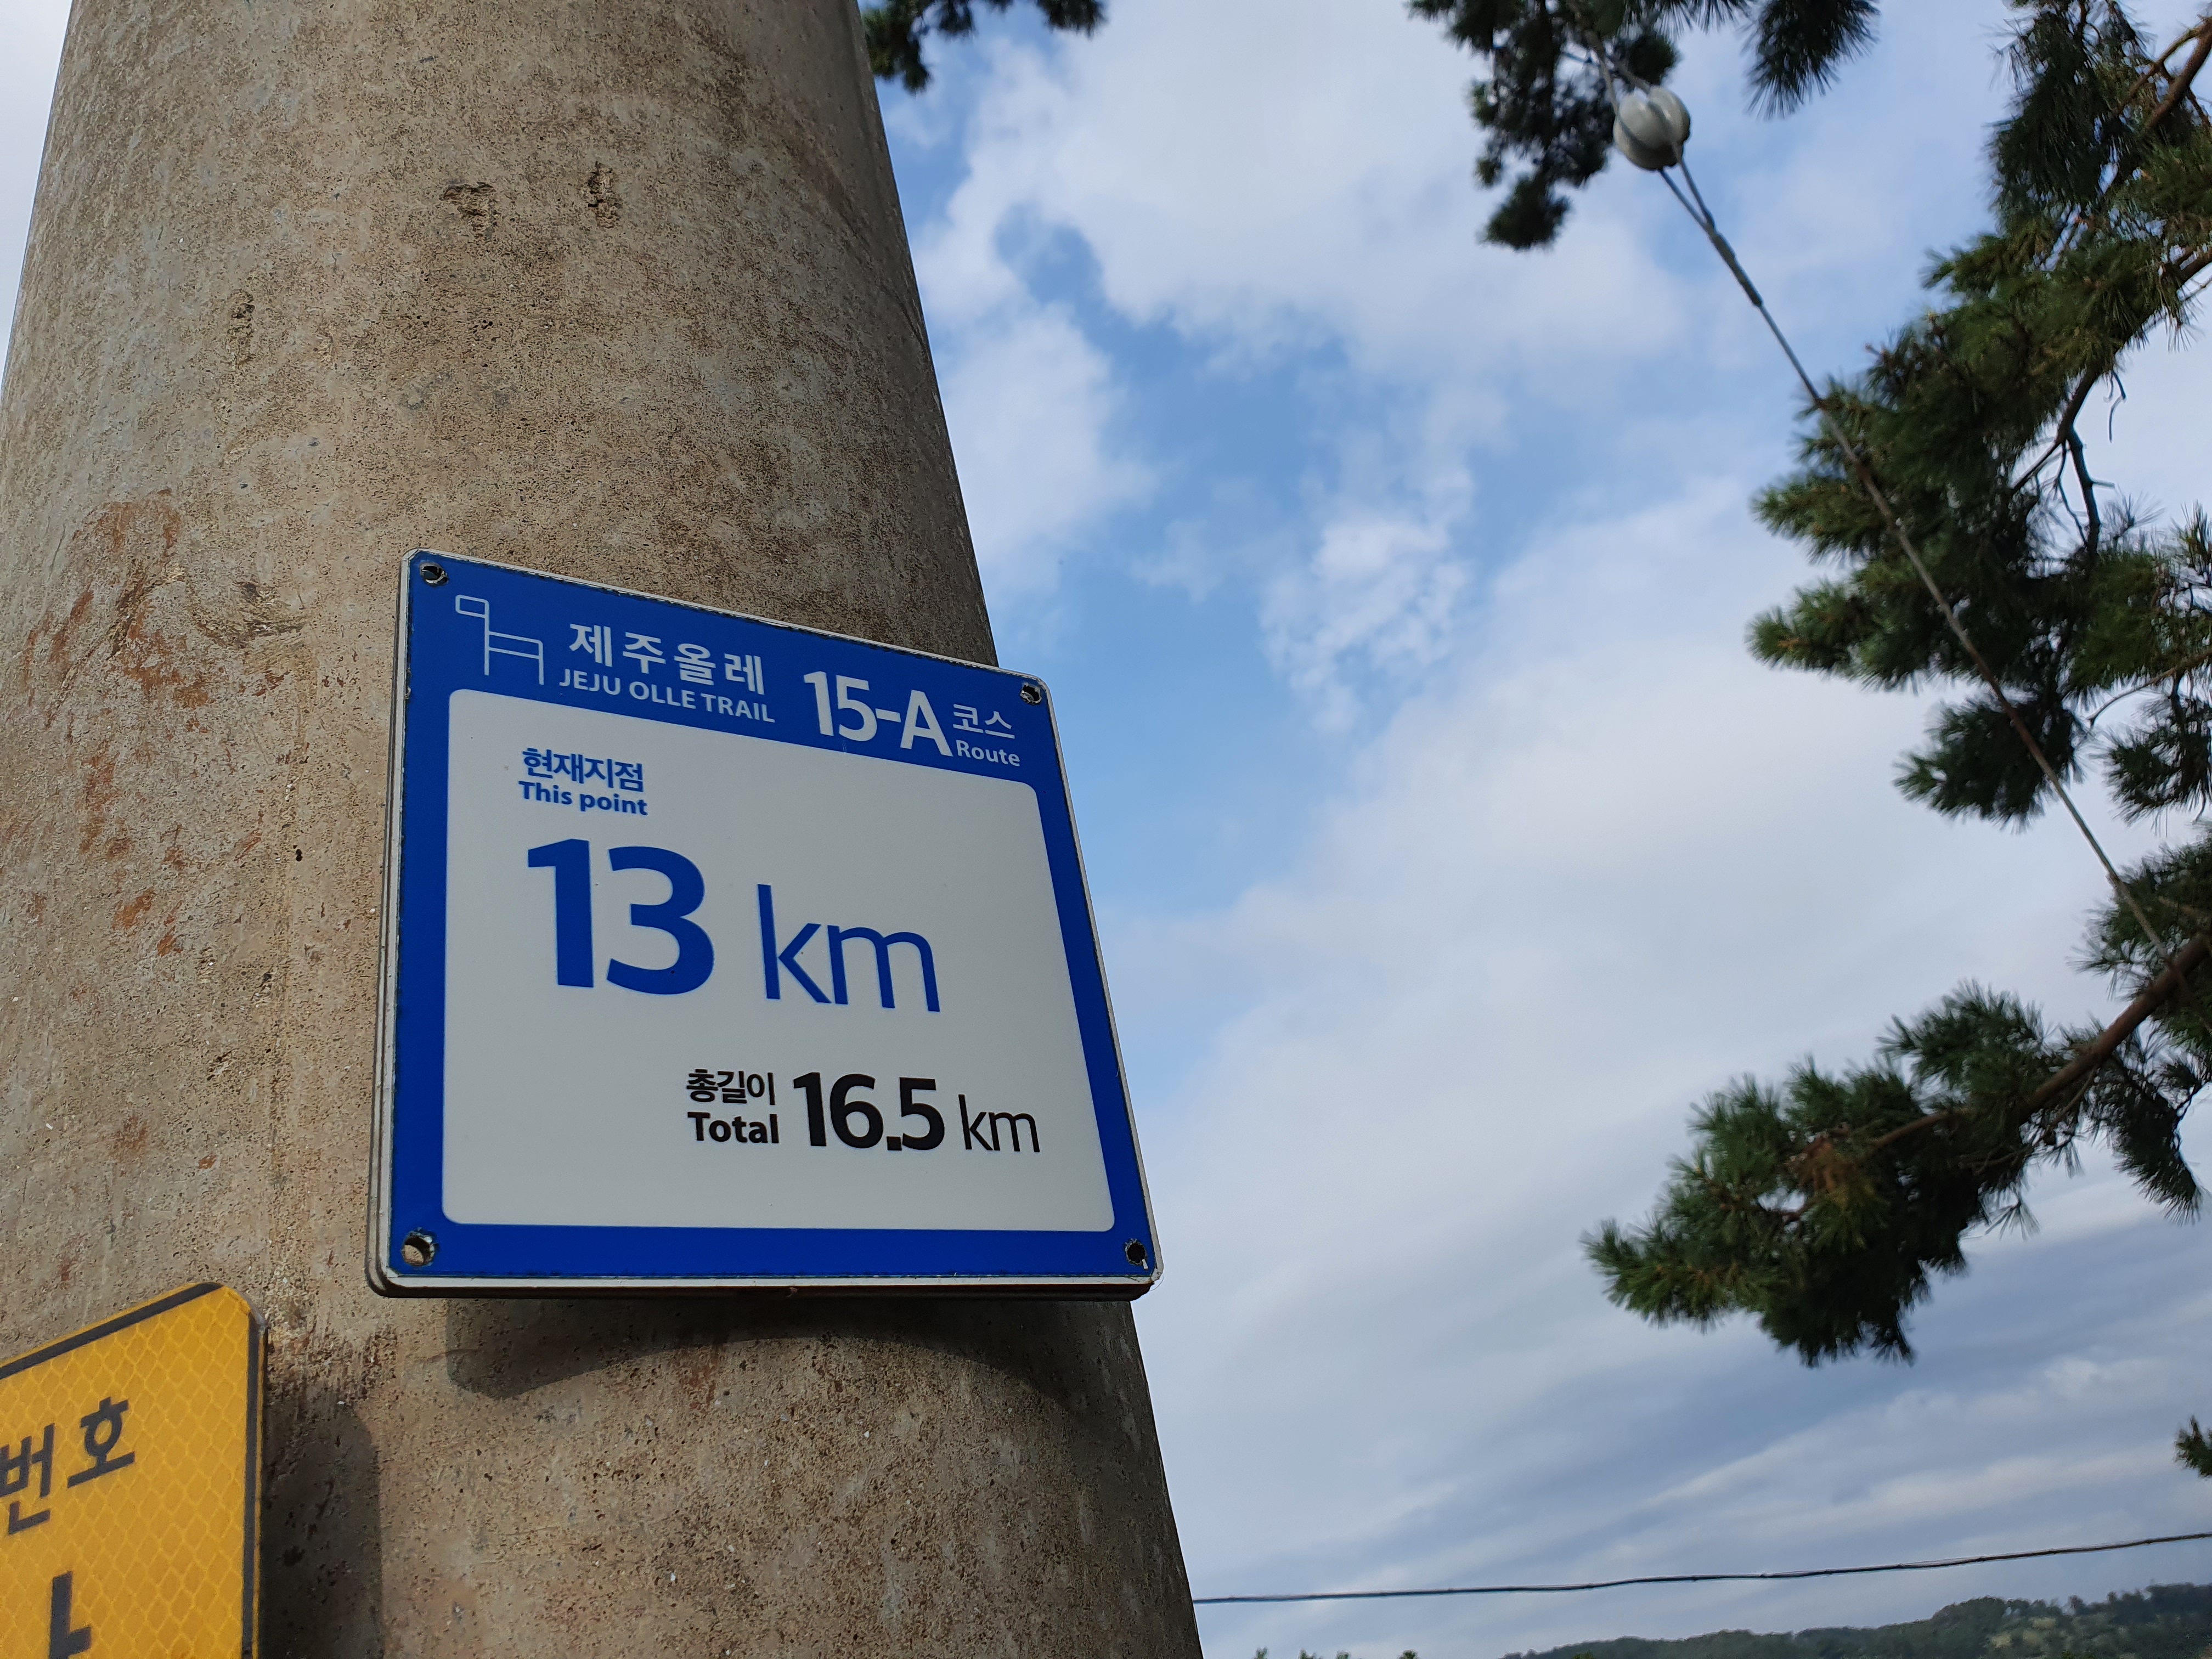 제주올레
JEJU OLLE TRAIL
15-A 코스
Route
현재지점
This point
13 km
총길이
Total 16.5 km
번호